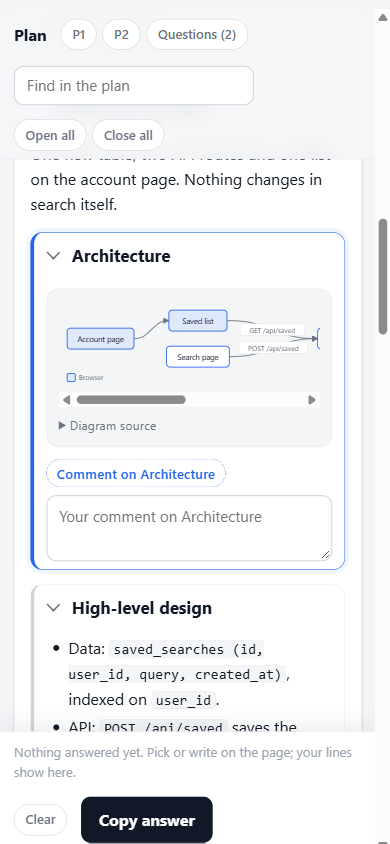 Plan P1 P2 Questions (2)
Find in the plan
Open all Close all
One new table, two API routes and one list
on the account page. Nothing changes in
search itself.
Architecture
Saved list
Account page
GET /api/saved
POST /api/saved
Search page
Browser
Diagram source
Comment on Architecture
Your comment on Architecture
High-level design
Data: saved_searches (id,
user_id, query, created_at),
indexed on user_id.
API: POST /api/saved saves the
Nothing answered yet. Pick or write on the page; your lines
show here.
Clear Copy answer